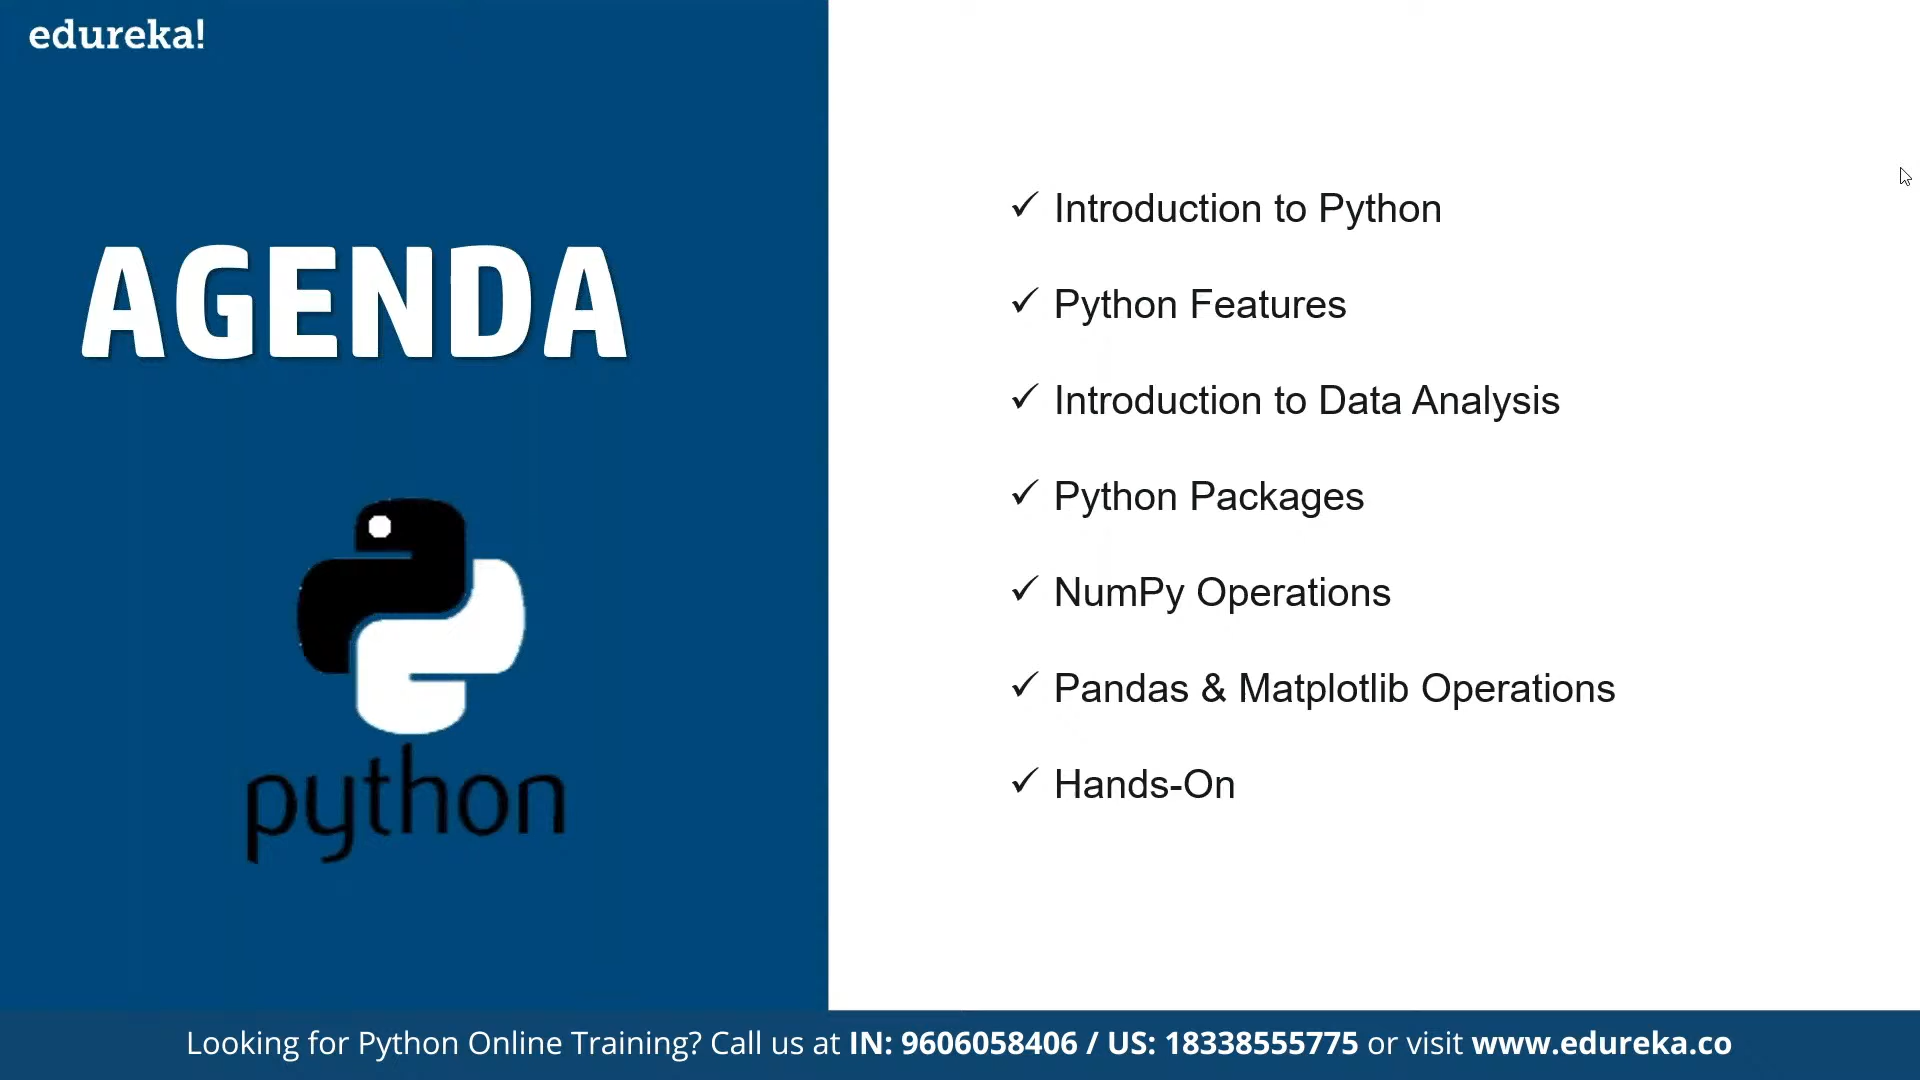 edureka!
AGENDA
python
✓ Introduction to Python
✓ Python Features
✓ Introduction to Data Analysis
✓ Python Packages
✓ NumPy Operations
✓ Pandas & Matplotlib Operations
✓ Hands-On
Looking for Python Online Training? Call us at IN: 9606058406 / US: 18338555775 or visit www.edureka.co